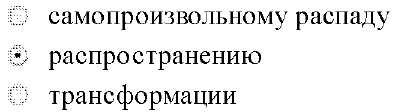 самопроизвольному распаду
распространению
трансформации